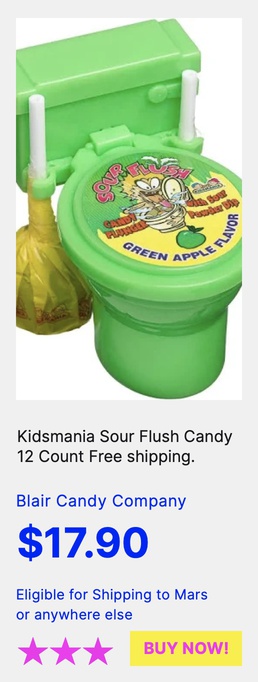 SOUR FLUSH
CANDY
PLUNGER
With Sour
Powder Dip
GREEN APPLE FLAVOR
Kidsmania Sour Flush Candy
12 Count Free shipping.
Blair Candy Company
$17.90
Eligible for Shipping to Mars
or anywhere else
BUY NOW!